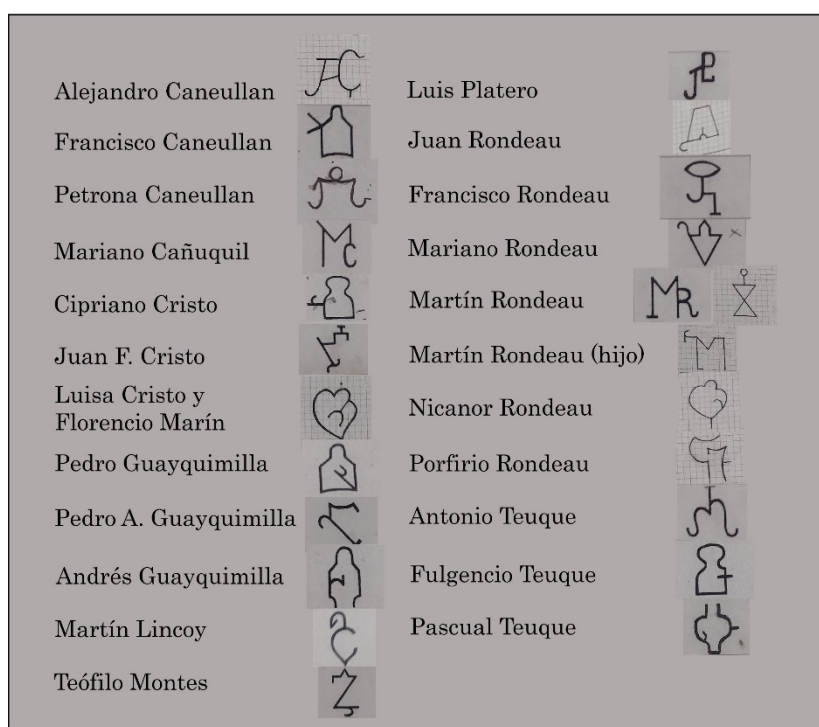 Alejandro Caneullan
Francisco Caneullan
Petrona Caneullan
Mariano Cañuquil
Cipriano Cristo
Juan F. Cristo
Luisa Cristo y
Florencio Marín
Pedro Guayquimilla
Pedro A. Guayquimilla
Andrés Guayquimilla
Martín Lincoy
Teófilo Montes
Luis Platero
Juan Rondeau
Francisco Rondeau
Mariano Rondeau
Martín Rondeau
Martín Rondeau (hijo)
Nicanor Rondeau
Porfirio Rondeau
Antonio Teuque
Fulgencio Teuque
Pascual Teuque